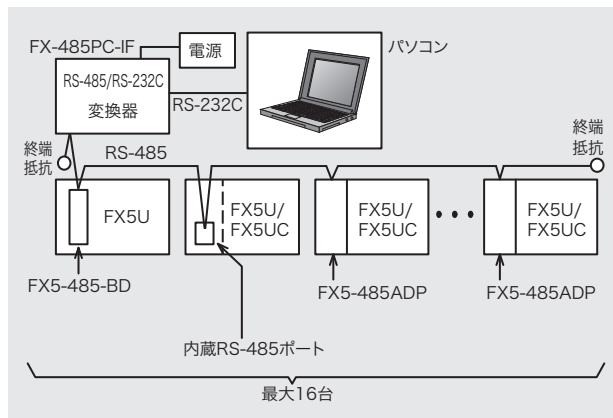 FX-485PC-IF
電源
パソコン
RS-485/RS-232C
変換器
RS-232C
終端
抵抗
RS-485
終端
抵抗
FX5U
FX5U/
FX5UC
FX5U/
FX5UC
FX5U/
FX5UC
FX5-485-BD
FX5-485ADP
FX5-485ADP
内蔵RS-485ポート
最大16台